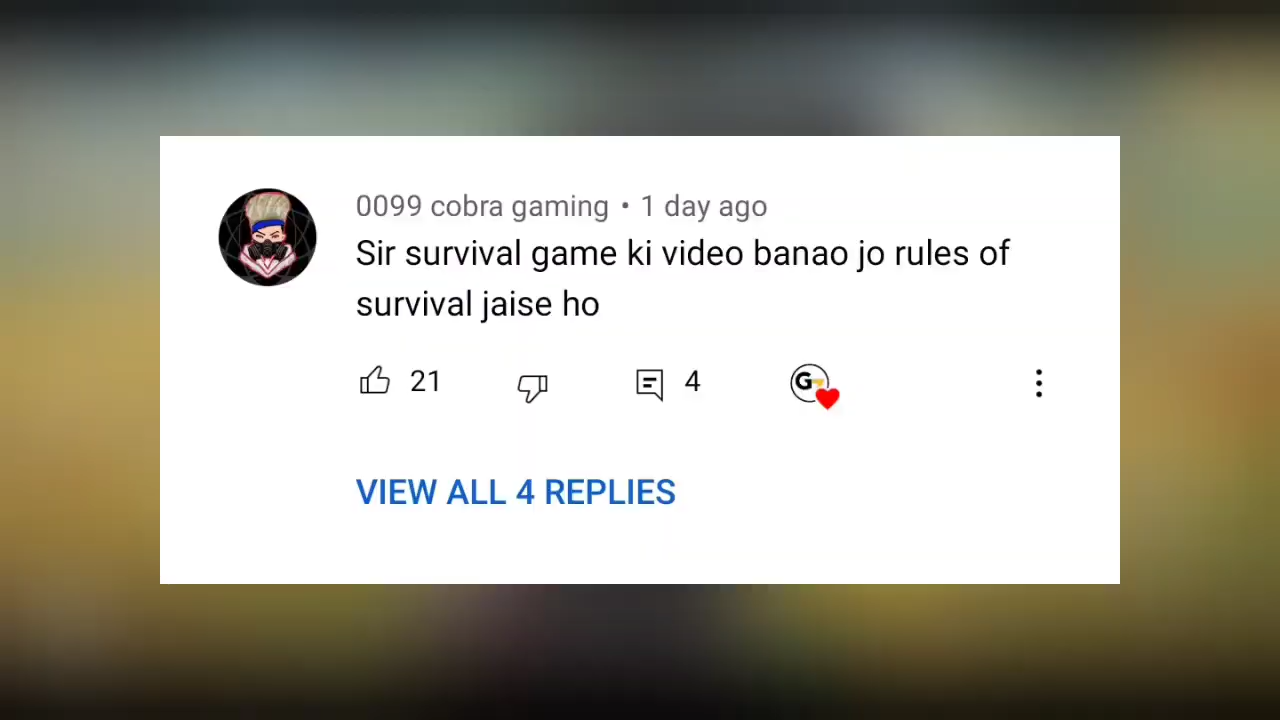 0099 cobra gaming • 1 day ago
Sir survival game ki video banao jo rules of
survival jaise ho
21 4 G
VIEW ALL 4 REPLIES